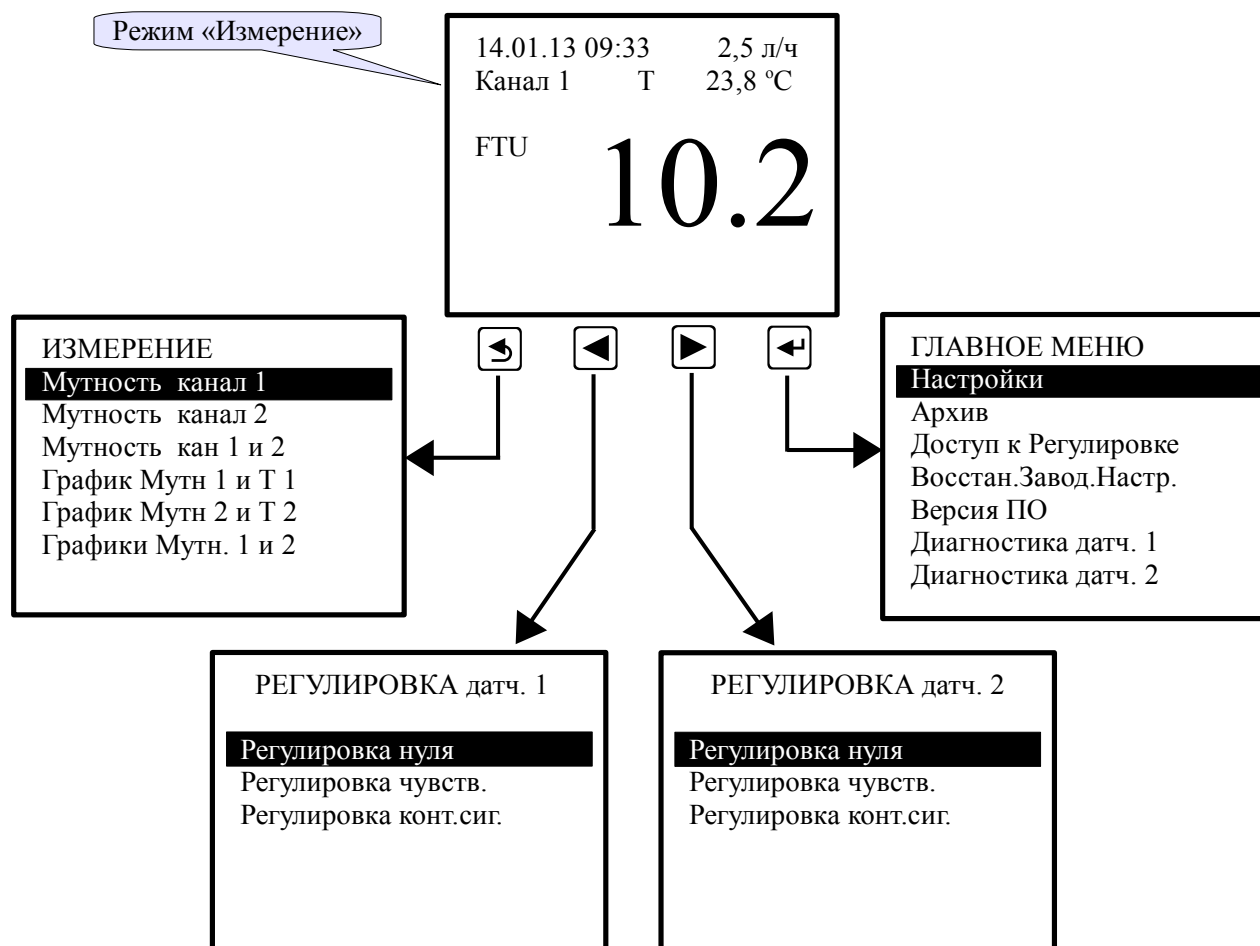 Режим «Измерение»
14.01.13 09:33 2,5 л/ч
Канал 1 T 23,8 °C
FTU 10.2
ИЗМЕРЕНИЕ
Мутность канал 1
Мутность канал 2
Мутность кан 1 и 2
График Мутн 1 и Т 1
График Мутн 2 и Т 2
Графики Мутн. 1 и 2
ГЛАВНОЕ МЕНЮ
Настройки
Архив
Доступ к Регулировке
Восстан.Завод.Настр.
Версия ПО
Диагностика датч. 1
Диагностика датч. 2
РЕГУЛИРОВКА датч. 1
Регулировка нуля
Регулировка чувств.
Регулировка конт.сиг.
РЕГУЛИРОВКА датч. 2
Регулировка нуля
Регулировка чувств.
Регулировка конт.сиг.